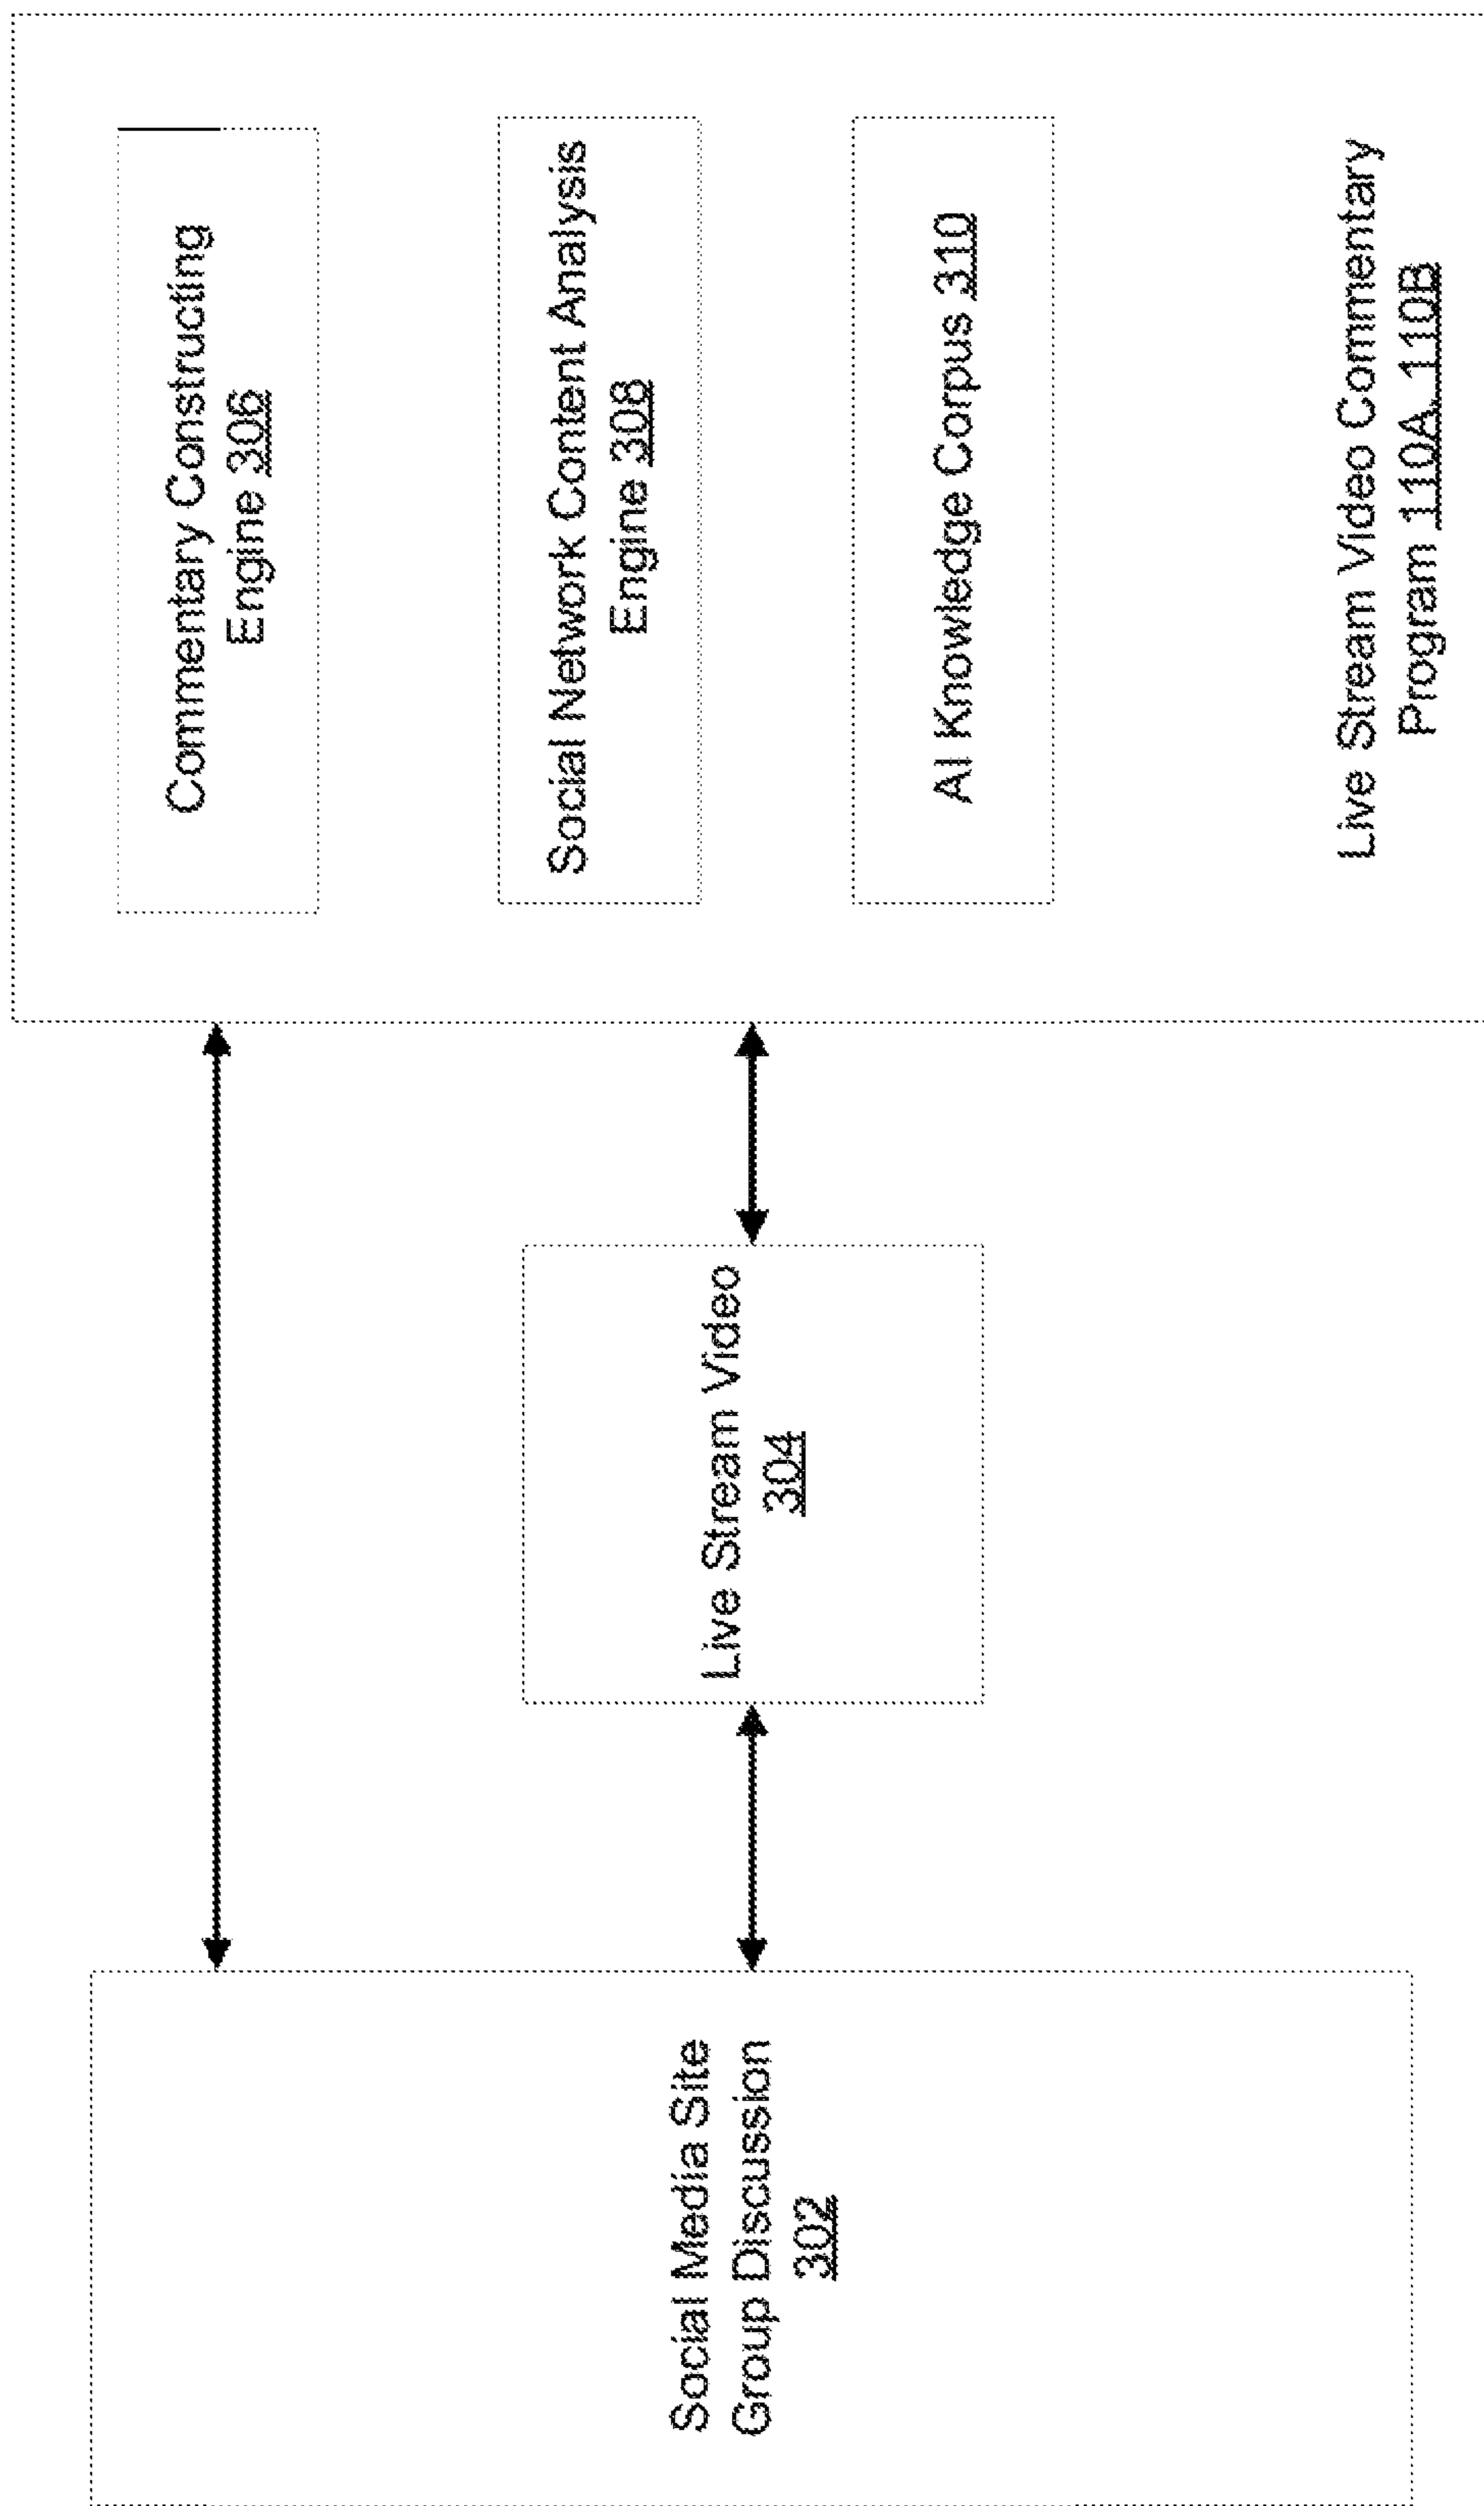 Social Media Site
Group Discussion
302
Live Stream Video
304
Commentary Constructing
Engine 306
Social Network Content Analysis
Engine 308
AI Knowledge Corpus 310
Live Stream Video Commentary
Program 110A, 110B